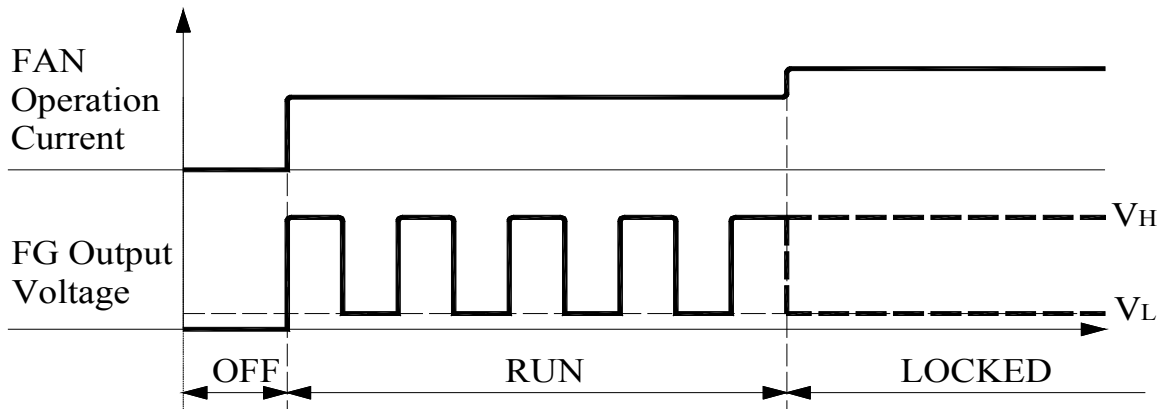 FAN
Operation
Current
FG Output
Voltage
VH
VL
OFF
RUN
LOCKED